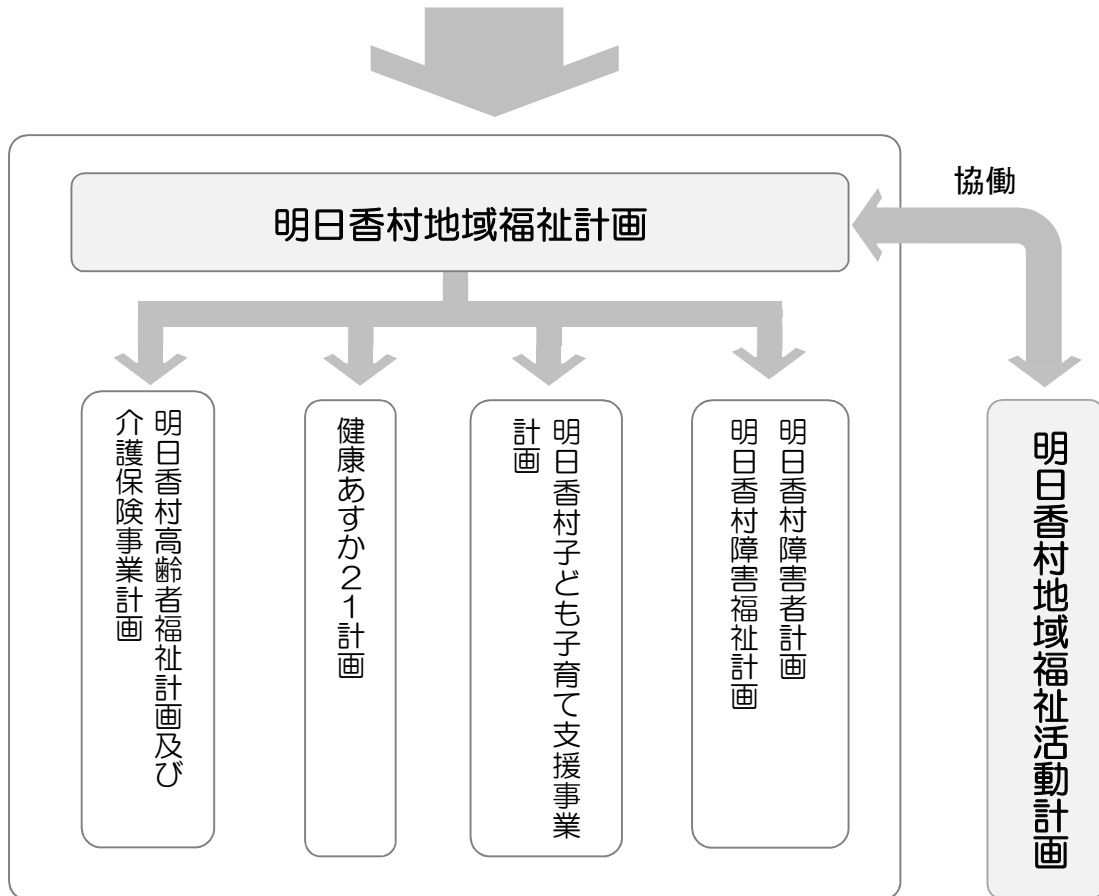 協働
明日香村地域福祉計画
明日香村高齢者福祉計画及び
介護保険事業計画
健康あすか21計画
明日香村子ども子育て支援事業
計画
明日香村障害者計画
明日香村障害福祉計画
明日香村地域福祉活動計画